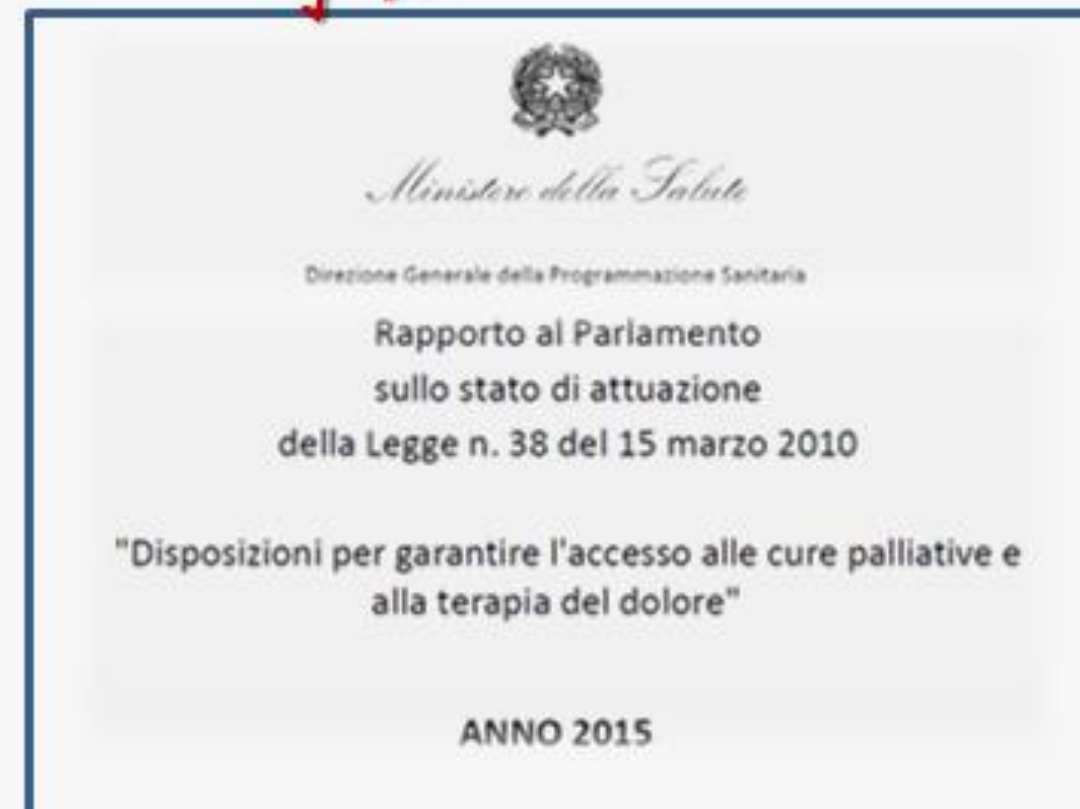 Ministero della Salute
Direzione Generale della Programmazione Sanitaria
Rapporto al Parlamento
sullo stato di attuazione
della Legge n. 38 del 15 marzo 2010
"Disposizioni per garantire l'accesso alle cure palliative e
alla terapia del dolore"
ANNO 2015